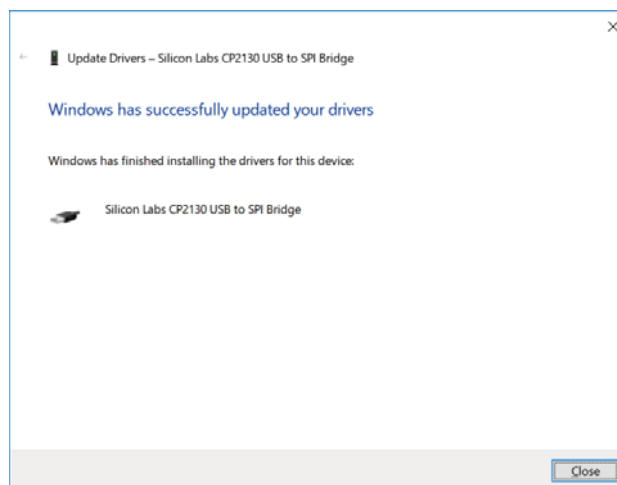 Update Drivers – Silicon Labs CP2130 USB to SPI Bridge
Windows has successfully updated your drivers
Windows has finished installing the drivers for this device:
Silicon Labs CP2130 USB to SPI Bridge
Close